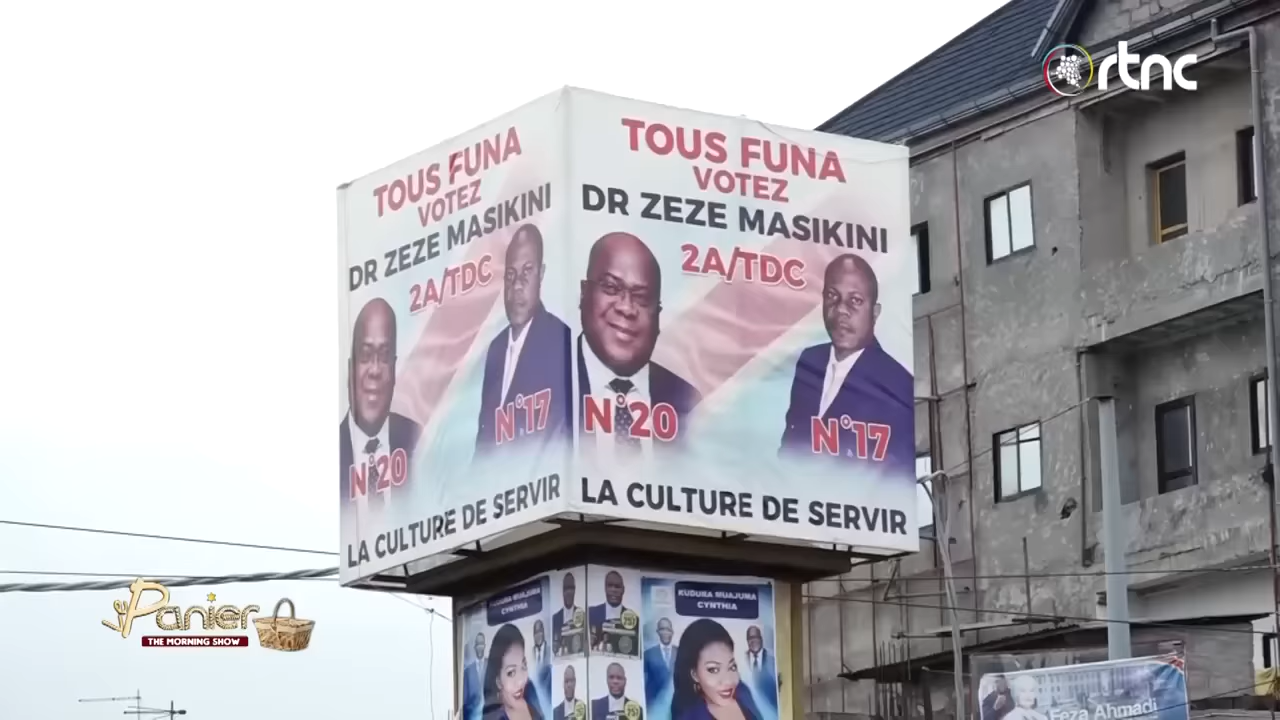 rtnc
TOUS FUNA
VOTEZ
DR ZEZE MASIKINI
2A/TDC
N°20
N°17
LA CULTURE DE SERVIR
TOUS FUNA
VOTEZ
DR ZEZE MASIKINI
2A/TDC
N°20
N°17
LA CULTURE DE SERVIR
KUDURA MUAJUMA
CYNTHIA
KUDURA MUAJUMA
CYNTHIA
Feza Ahmadi
Le Panier
THE MORNING SHOW